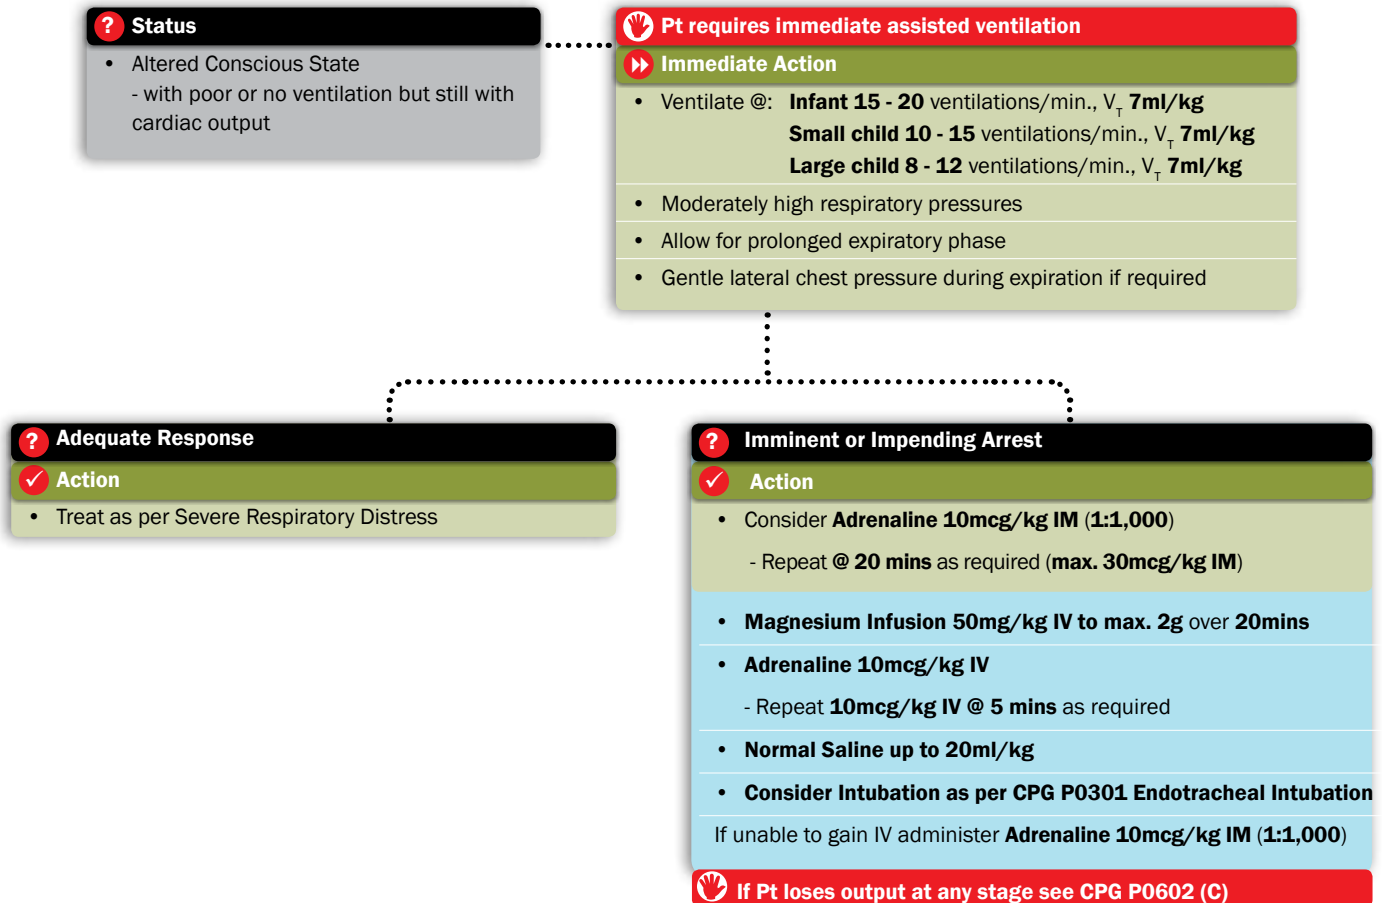 ? Status
• Altered Conscious State
- with poor or no ventilation but still with
cardiac output
Pt requires immediate assisted ventilation
Immediate Action
• Ventilate @: Infant 15 - 20 ventilations/min., VT 7ml/kg
Small child 10 - 15 ventilations/min., VT 7ml/kg
Large child 8 - 12 ventilations/min., VT 7ml/kg
• Moderately high respiratory pressures
• Allow for prolonged expiratory phase
• Gentle lateral chest pressure during expiration if required
? Adequate Response
✓ Action
• Treat as per Severe Respiratory Distress
? Imminent or Impending Arrest
✓ Action
• Consider Adrenaline 10mcg/kg IM (1:1,000)
- Repeat @ 20 mins as required (max. 30mcg/kg IM)
• Magnesium Infusion 50mg/kg IV to max. 2g over 20mins
• Adrenaline 10mcg/kg IV
- Repeat 10mcg/kg IV @ 5 mins as required
• Normal Saline up to 20ml/kg
• Consider Intubation as per CPG P0301 Endotracheal Intubation
If unable to gain IV administer Adrenaline 10mcg/kg IM (1:1,000)
If Pt loses output at any stage see CPG P0602 (C)